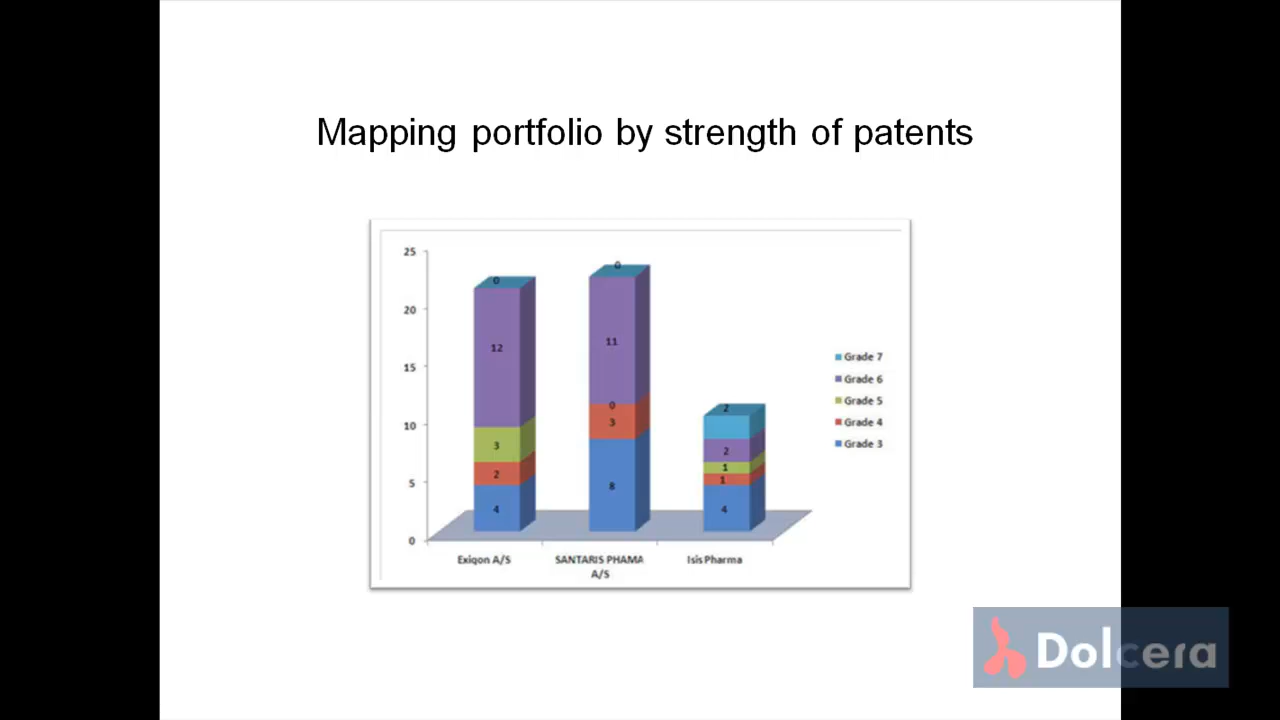 Mapping portfolio by strength of patents
25
20
15
10
5
0
0
12
3
2
4
0
11
0
3
8
2
2
1
1
4
Grade 7
Grade 6
Grade 5
Grade 4
Grade 3
Exiqon A/S
SANTARIS PHAMA
A/S
Isis Pharma
Dolcera